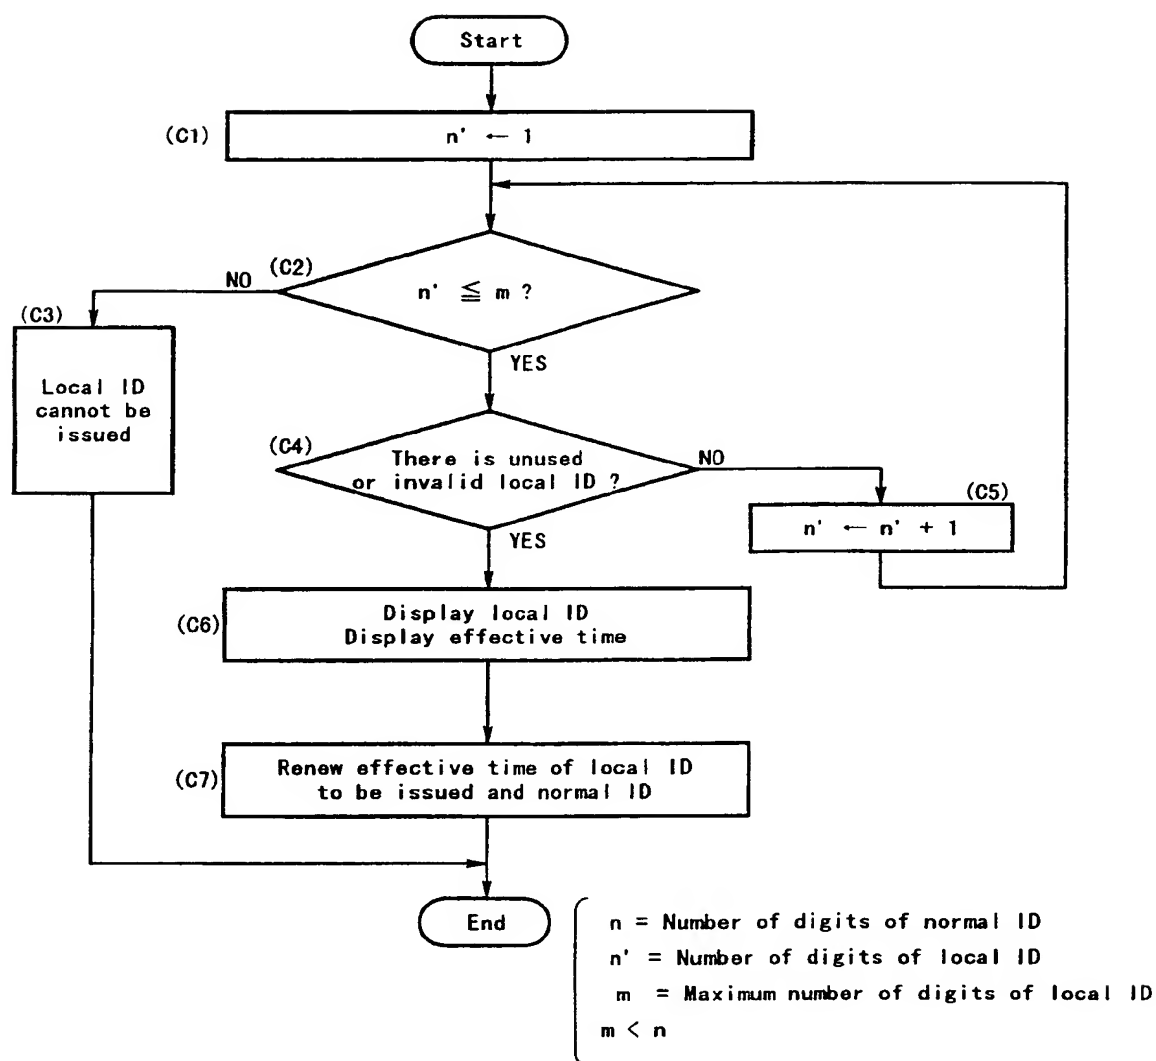 Start
(C1)
n' ← 1
(C2)
NO
n' ≦ m ?
(C3)
YES
Local ID
cannot be
issued
(C4)
There is unused
or invalid local ID ?
NO
(C5)
n' ← n' + 1
YES
(C6)
Display local ID
Display effective time
(C7)
Renew effective time of local ID
to be issued and normal ID
End
n = Number of digits of normal ID
n' = Number of digits of local ID
m = Maximum number of digits of local ID
m < n